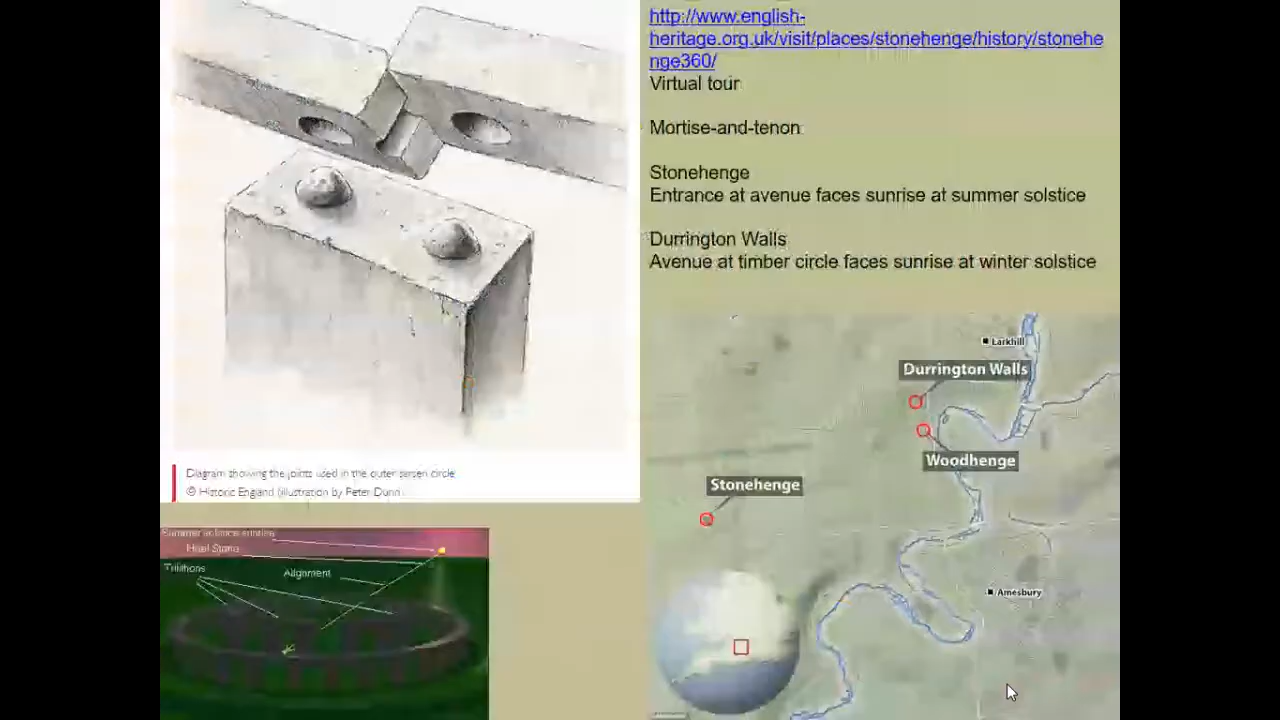 http://www.english-
heritage.org.uk/visit/places/stonehenge/history/stonehe
nge360/
Virtual tour
Mortise-and-tenon
Stonehenge
Entrance at avenue faces sunrise at summer solstice
Durrington Walls
Avenue at timber circle faces sunrise at winter solstice
Diagram showing the joints used in the outer sarsen circle
© Historic England (illustration by Peter Dunn)
Summer solstice sunrise
Heel Stone
Trilithons
Alignment
Larkhill
Durrington Walls
Woodhenge
Stonehenge
Amesbury